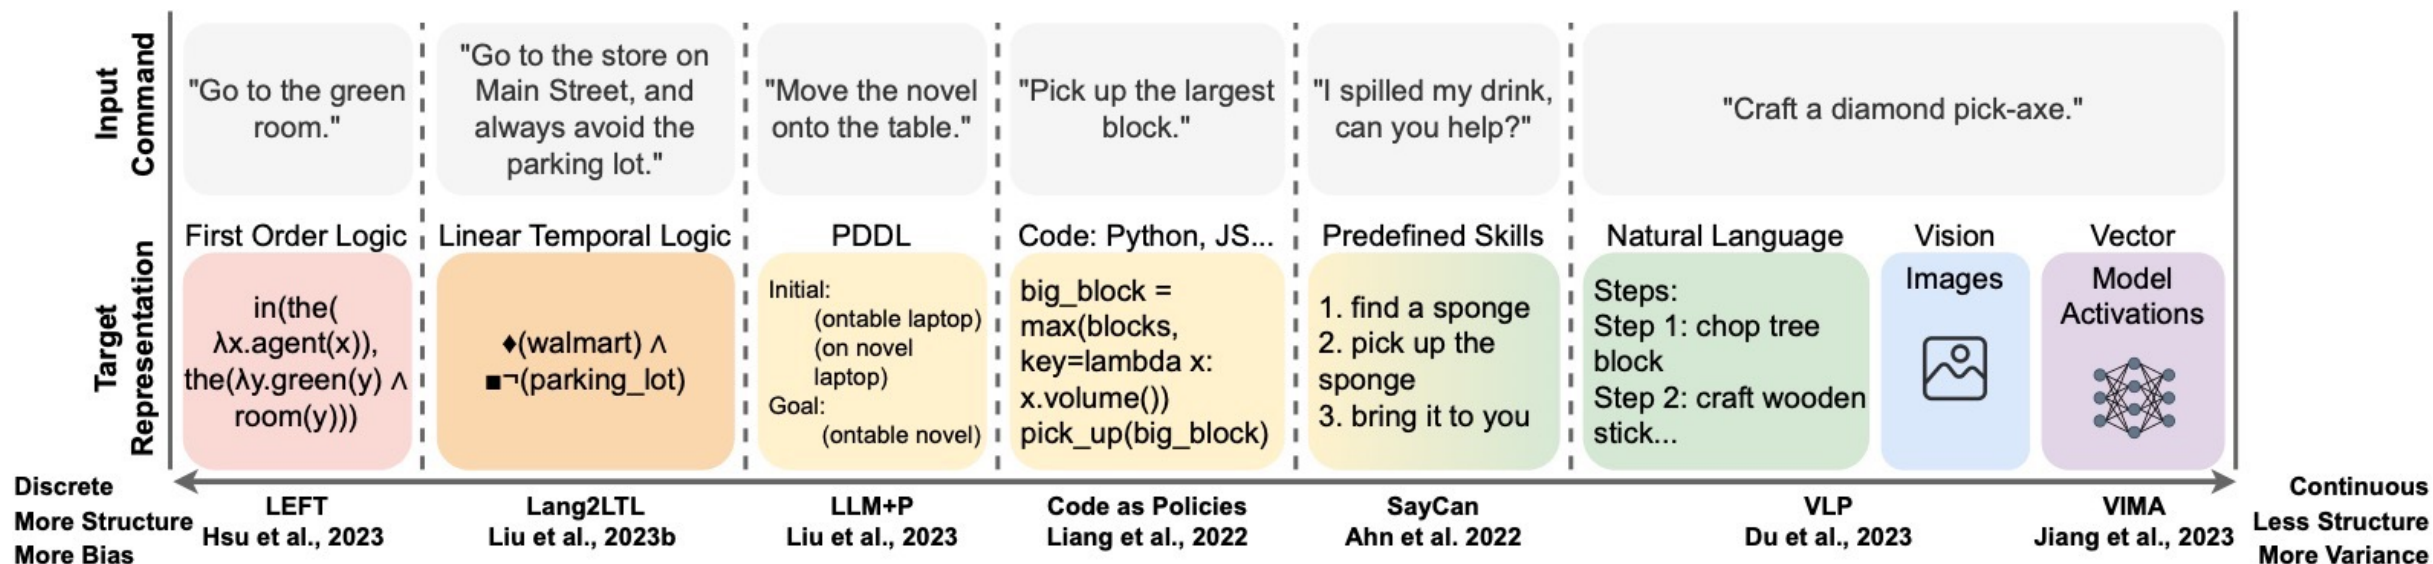 Input
Command
"Go to the green
room."
"Go to the store on
Main Street, and
always avoid the
parking lot."
"Move the novel
onto the table."
"Pick up the largest
block."
"I spilled my drink,
can you help?"
"Craft a diamond pick-axe."
Target
Representation
First Order Logic
in(the(
λx.agent(x)),
the(λy.green(y) ∧
room(y)))
Linear Temporal Logic
♦(walmart) ∧
■¬(parking_lot)
PDDL
Initial:
(ontable laptop)
(on novel
laptop)
Goal:
(ontable novel)
Code: Python, JS...
big_block =
max(blocks,
key=lambda x:
x.volume())
pick_up(big_block)
Predefined Skills
1. find a sponge
2. pick up the
sponge
3. bring it to you
Natural Language
Steps:
Step 1: chop tree
block
Step 2: craft wooden
stick...
Vision
Images
Vector
Model
Activations
Discrete
More Structure
More Bias
LEFT
Hsu et al., 2023
Lang2LTL
Liu et al., 2023b
LLM+P
Liu et al., 2023
Code as Policies
Liang et al., 2022
SayCan
Ahn et al. 2022
VLP
Du et al., 2023
VIMA
Jiang et al., 2023
Continuous
Less Structure
More Variance